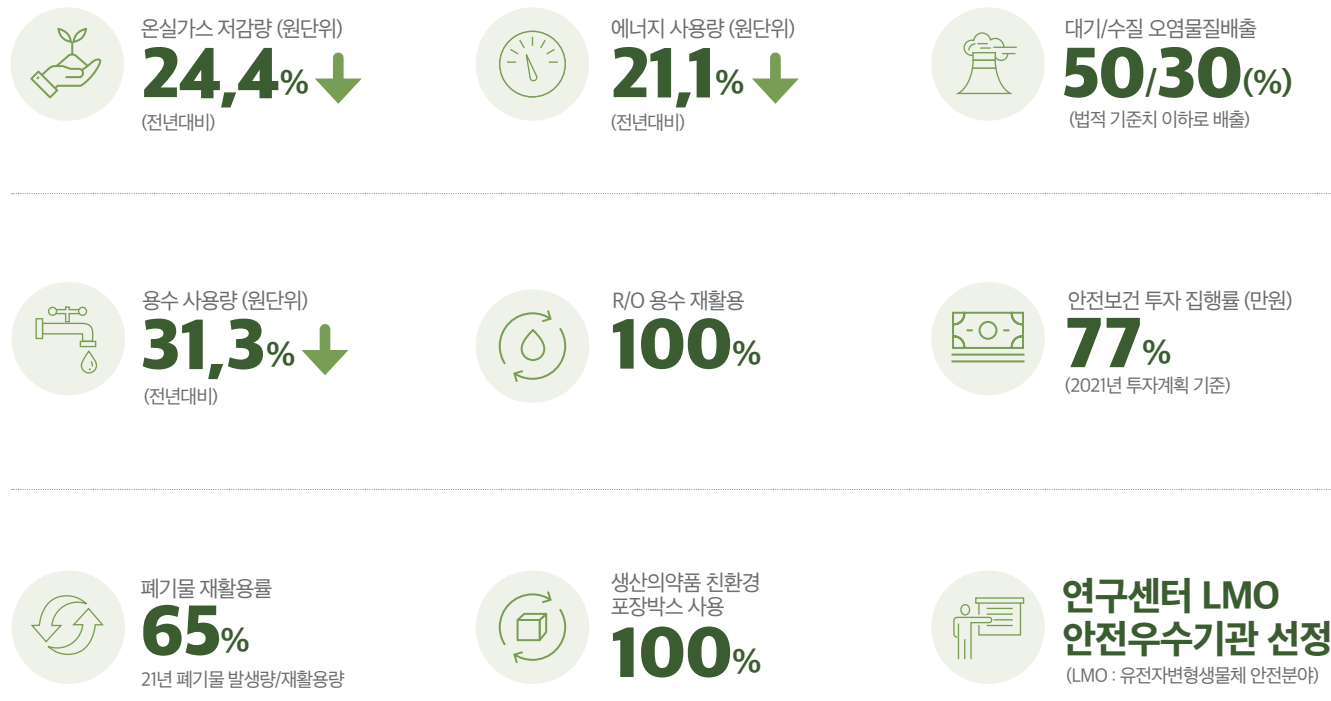 온실가스 저감량 (원단위)
24,4%
(전년대비)
에너지 사용량 (원단위)
21,1%
(전년대비)
대기/수질 오염물질배출
50/30(%)
(법적 기준치 이하로 배출)
용수 사용량 (원단위)
31,3%
(전년대비)
R/O 용수 재활용
100%
안전보건 투자 집행률 (만원)
77%
(2021년 투자계획 기준)
폐기물 재활용률
65%
21년 폐기물 발생량/재활용량
생산의약품 친환경
포장박스 사용
100%
연구센터 LMO
안전우수기관 선정
(LMO : 유전자변형생물체 안전분야)